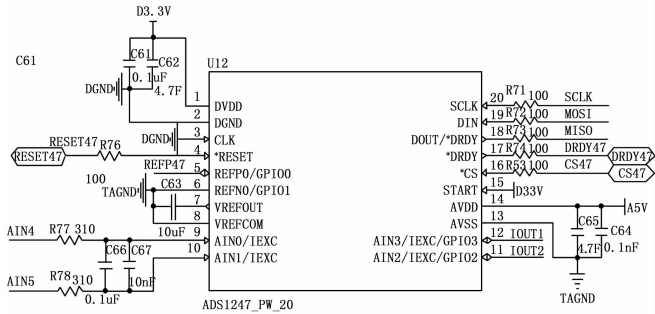 D3.3V
C61
C61
C62
0.1uF
4.7F
DGND
U12
1
DVDD
2
DGND
3
CLK
DGND
4
*RESET
RESET47
RESET47
R76
100
5
REFP0/GPIO0
REFP47
6
REFN0/GPIO1
TAGND
7
VREFOUT
C63
10uF
8
VREFCOM
9
AIN0/IEXC
10
AIN1/IEXC
AIN4
R77 310
C66
C67
10nF
AIN5
R78 310
0.1uF
SCLK
20
R71
100
SCLK
DIN
19
R72
100
MOSI
DOUT/*DRDY
18
R73
100
MISO
*DRDY
17
R74
100
DRDY47
DRDY47
*CS
16
R53
100
CS47
CS47
START
15
D33V
AVDD
14
A5V
AVSS
13
C65
4.7F
C64
0.1nF
AIN3/IEXC/GPIO3
12
IOUT1
AIN2/IEXC/GPIO2
11
IOUT2
TAGND
ADS1247_PW_20